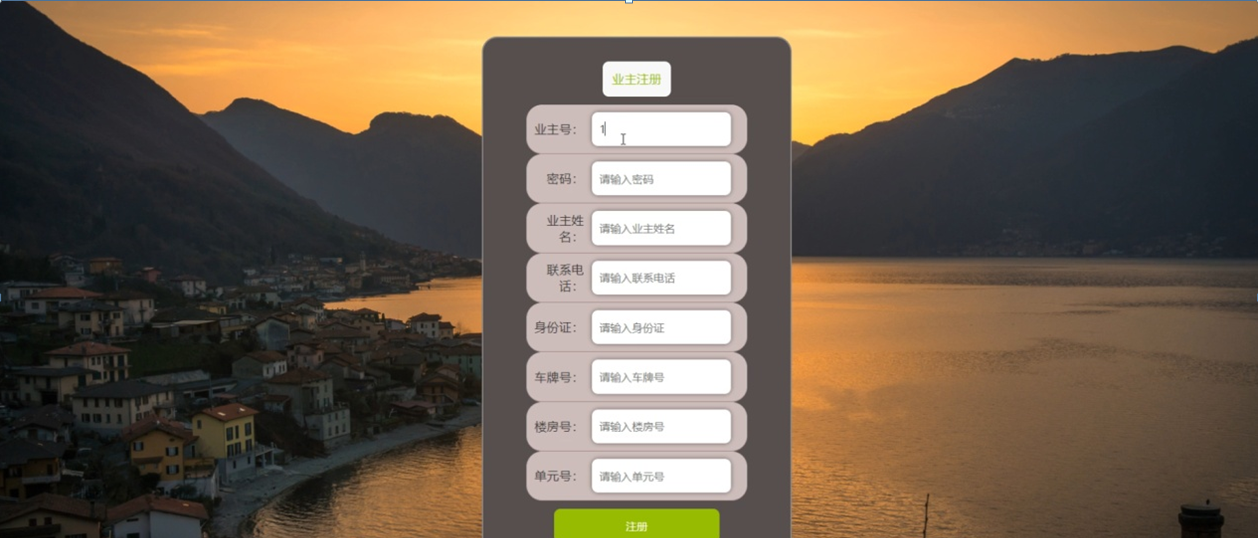 业主注册
业主号： 1
密码： 请输入密码
业主姓
名： 请输入业主姓名
联系电
话： 请输入联系电话
身份证： 请输入身份证
车牌号： 请输入车牌号
楼房号： 请输入楼房号
单元号： 请输入单元号
注册